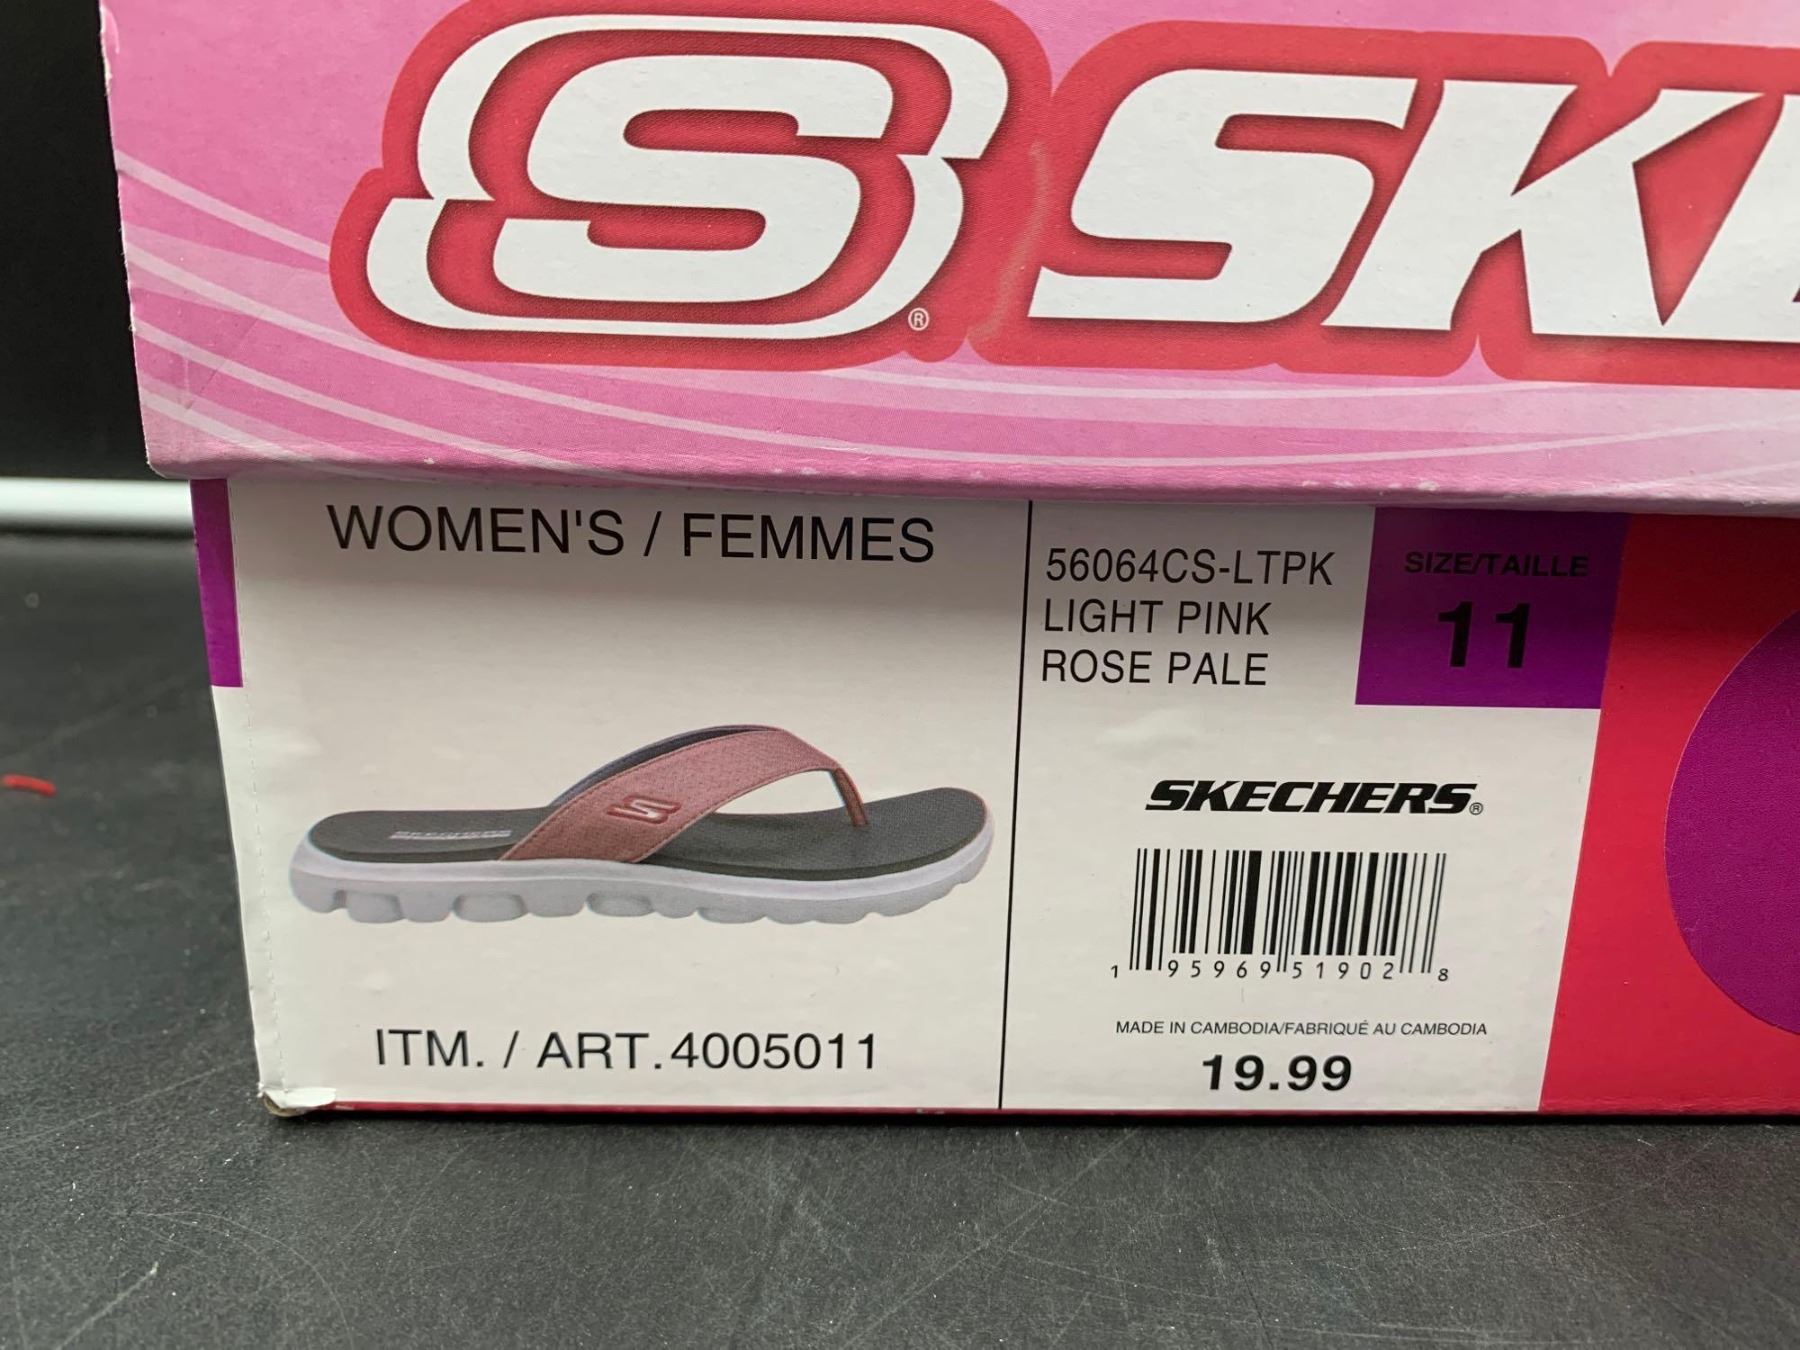 S®
WOMEN'S / FEMMES
56064CS-LTPK
LIGHT PINK
ROSE PALE
SIZE/TAILLE
11
SKECHERS
SKECHERS®
1 95969 51902 8
MADE IN CAMBODIA/FABRIQUÉ AU CAMBODIA
19.99
ITM. / ART. 4005011